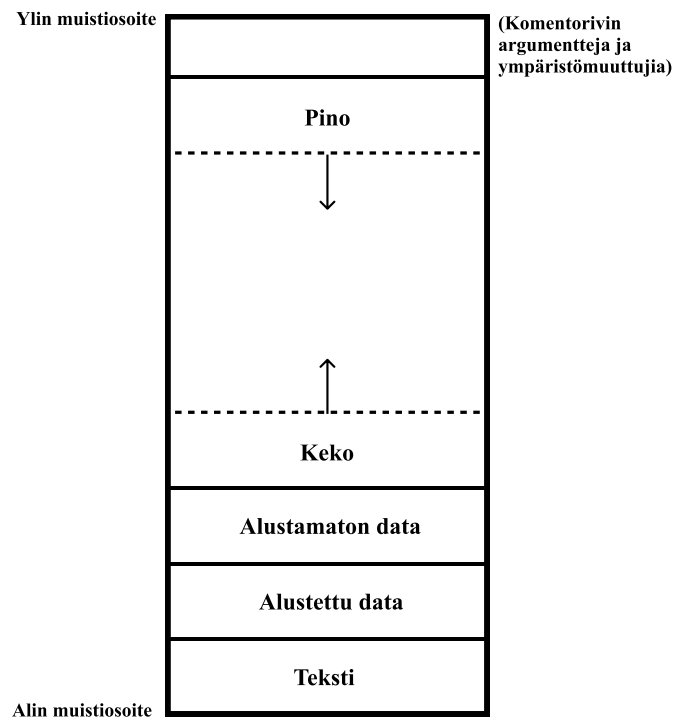 Ylin muistiosoite
(Komentorivin
argumentteja ja
ympäristömuuttujia)
Pino
Keko
Alustamaton data
Alustettu data
Teksti
Alin muistiosoite